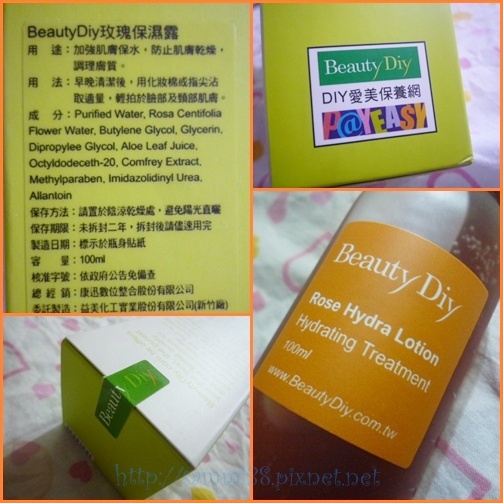 BeautyDiy玫瑰保濕露
用　途：加強肌膚保水，防止肌膚乾燥，
調理膚質。
用　法：早晚清潔後，用化妝棉或指尖沾
取適量，輕拍於臉部及頸部肌膚。
成　分：Purified Water, Rosa Centifolia
Flower Water, Butylene Glycol, Glycerin,
Dipropylee Glycol, Aloe Leaf Juice,
Octyldodeceth-20, Comfrey Extract,
Methylparaben, Imidazolidinyl Urea,
Allantoin
保存方法：請置於陰涼乾燥處，避免陽光直曬
保存期限：未拆封二年，拆封後請儘速用完
製造日期：標示於瓶身貼紙
容　　量：100ml
核准字號：依政府公告免備查
總 經 銷：康迅數位整合股份有限公司
委託製造：益美化工實業股份有限公司(新竹廠)
Beauty Diy
DIY愛美保養網
P@YEASY
Beauty Diy
Beauty Diy
Rose Hydra Lotion
Hydrating Treatment
100ml
www.BeautyDiy.com.tw